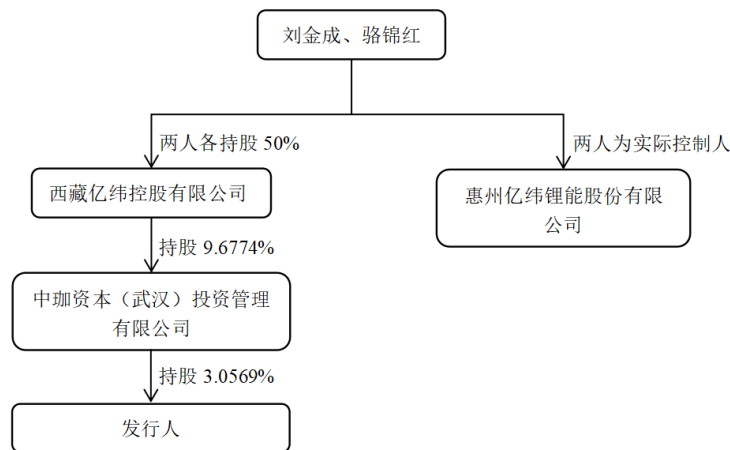 刘金成、骆锦红
两人各持股 50%
两人为实际控制人
西藏亿纬控股有限公司
惠州亿纬锂能股份有限
公司
持股 9.6774%
中珈资本（武汉）投资管理
有限公司
持股 3.0569%
发行人